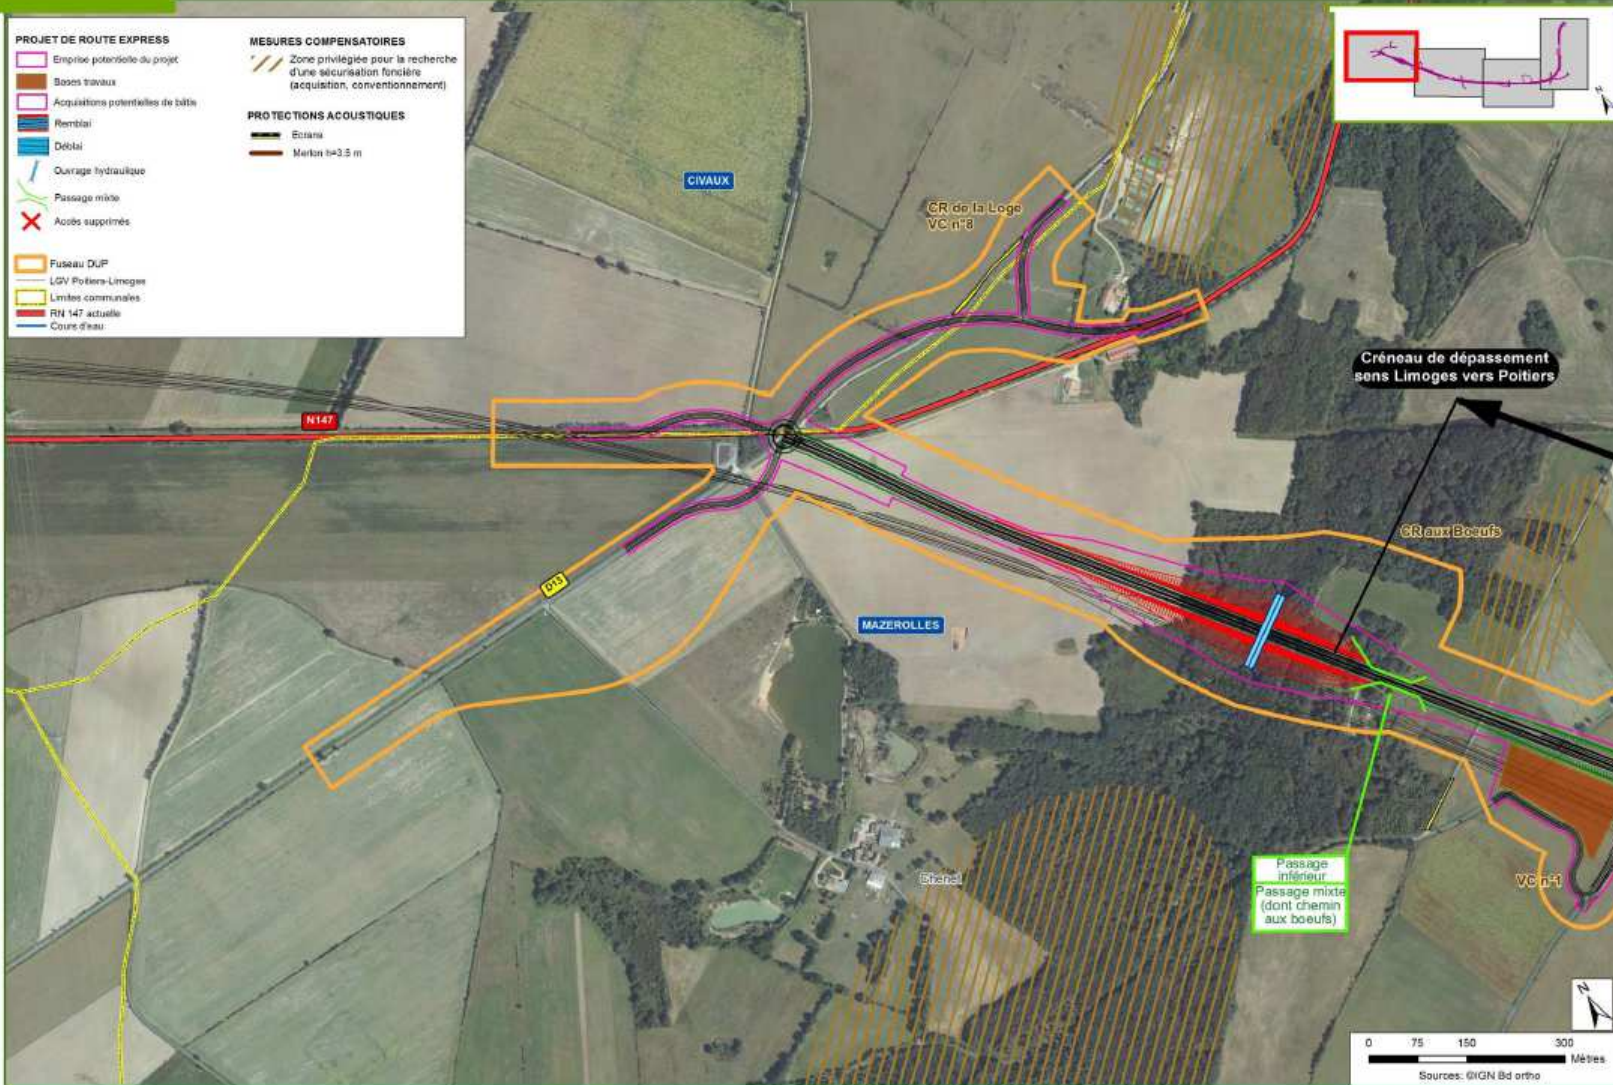 PROJET DE ROUTE EXPRESS
Emprise potentielle du projet
Bases travaux
Acquisitions potentielles de bâtis
Remblai
Déblai
Ouvrage hydraulique
Passage mixte
Accès supprimés
Fuseau DUP
LGV Poitiers-Limoges
Limites communales
RN 147 actuelle
Cours d'eau
MESURES COMPENSATOIRES
Zone privilégiée pour la recherche
d'une sécurisation foncière
(acquisition, conventionnement)
PROTECTIONS ACOUSTIQUES
Ecrans
Merlon h=3.5 m
CIVAUX
CR de la Loge
VC n°8
N147
Créneau de dépassement
sens Limoges vers Poitiers
CR aux Boeufs
D13
MAZEROLLES
Chenet
Passage
inférieur
Passage mixte
(dont chemin
aux boeufs)
VC n°1
N
N
0 75 150 300
Mètres
Sources: ©IGN Bd ortho